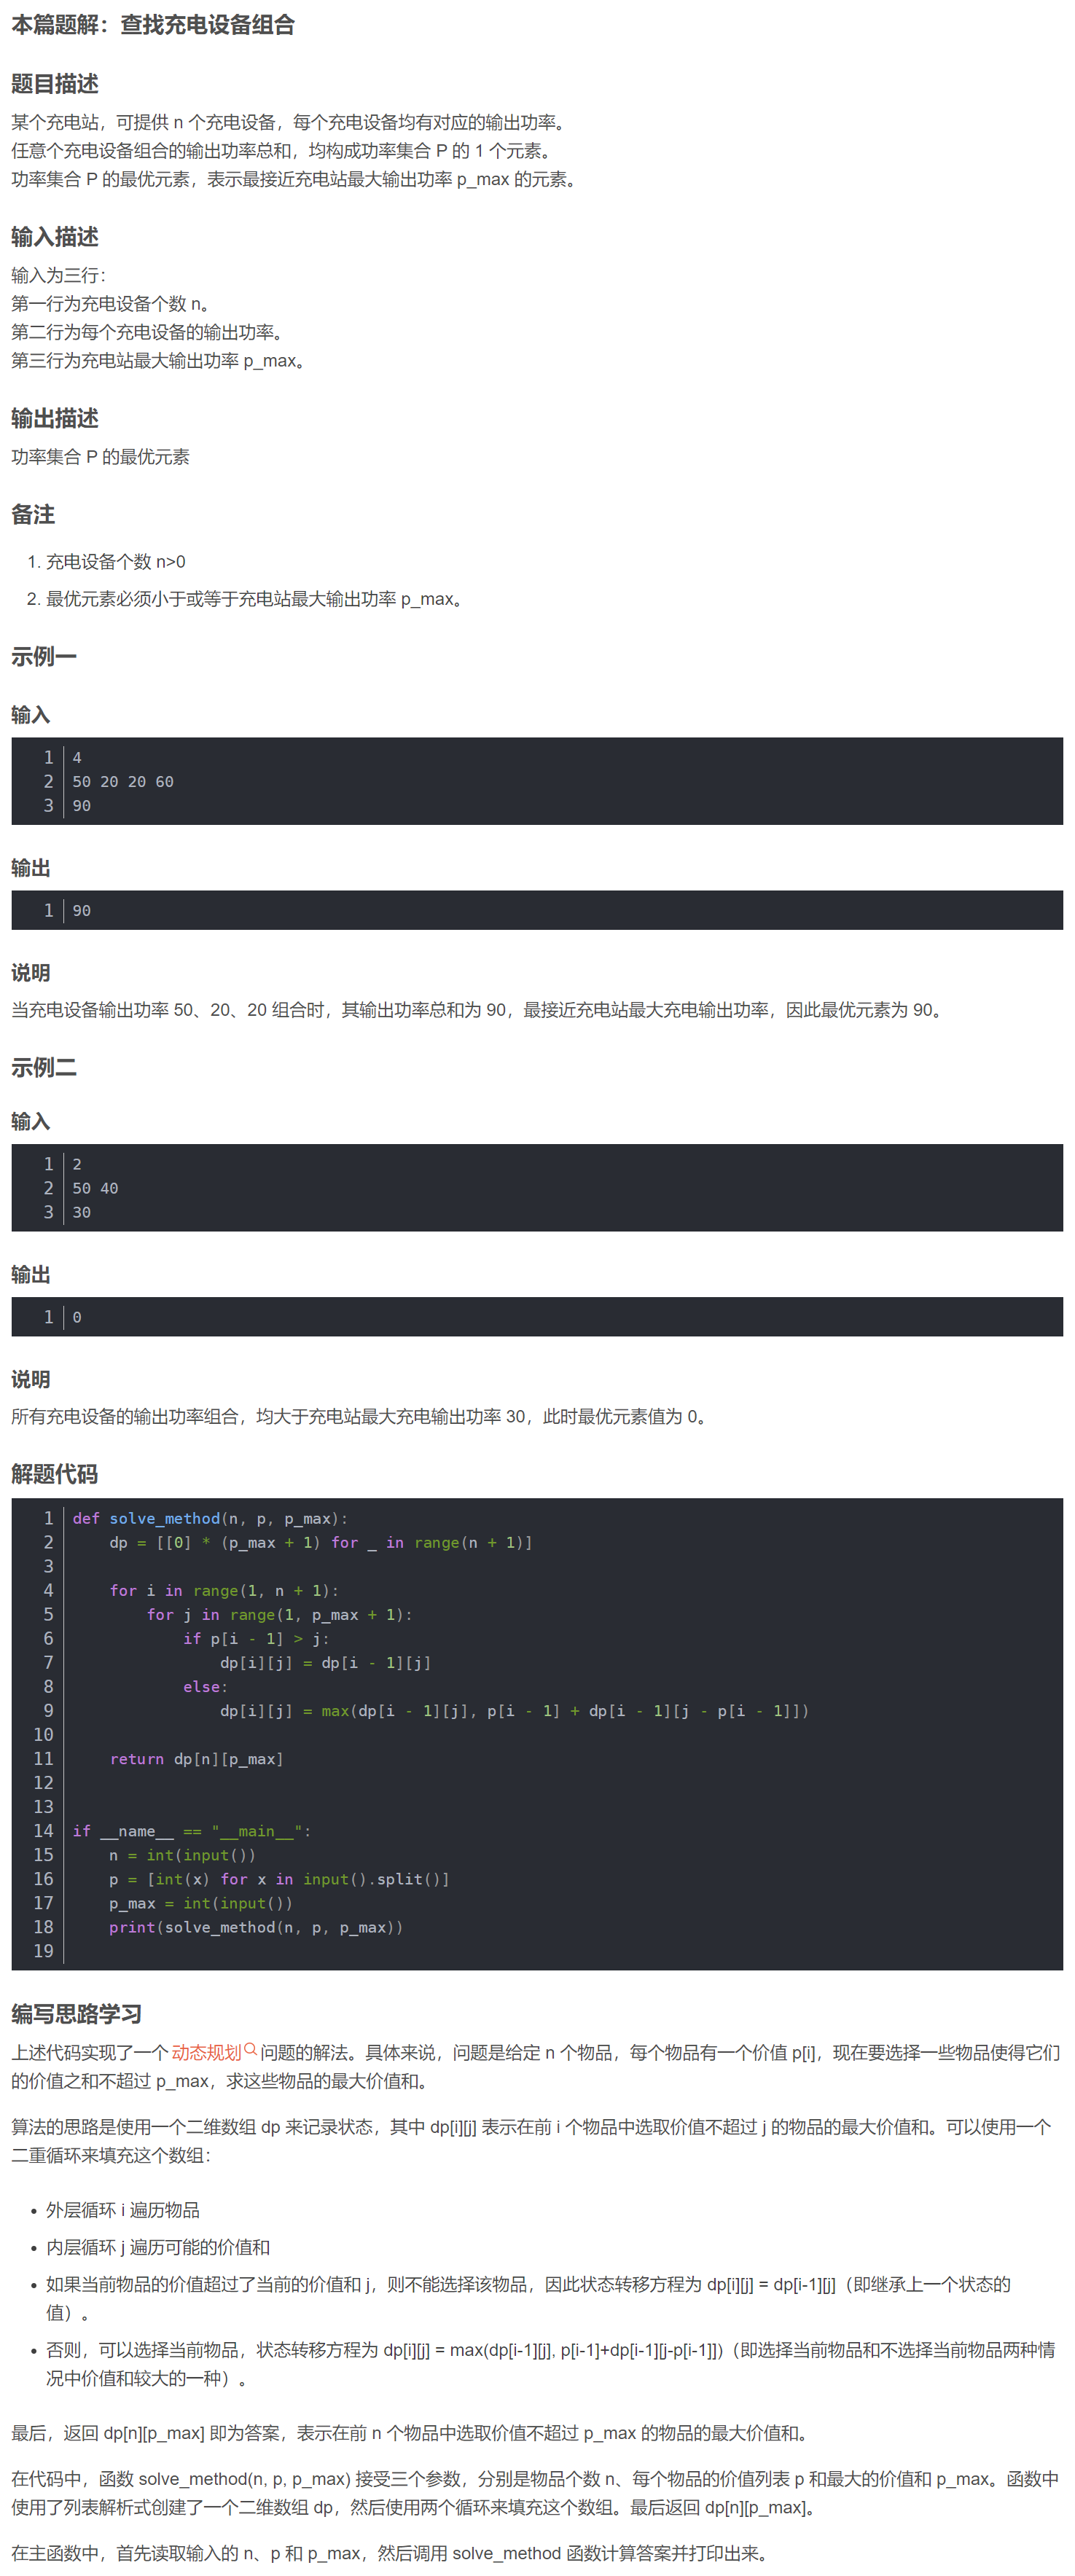 本篇题解：查找充电设备组合
题目描述
某个充电站，可提供 n 个充电设备，每个充电设备均有对应的输出功率。
任意个充电设备组合的输出功率总和，均构成功率集合 P 的 1 个元素。
功率集合 P 的最优元素，表示最接近充电站最大输出功率 p_max 的元素。
输入描述
输入为三行：
第一行为充电设备个数 n。
第二行为每个充电设备的输出功率。
第三行为充电站最大输出功率 p_max。
输出描述
功率集合 P 的最优元素
备注
1. 充电设备个数 n>0
2. 最优元素必须小于或等于充电站最大输出功率 p_max。
示例一
输入
1 4
2 50 20 20 60
3 90
输出
1 90
说明
当充电设备输出功率 50、20、20 组合时，其输出功率总和为 90，最接近充电站最大充电输出功率，因此最优元素为 90。
示例二
输入
1 2
2 50 40
3 30
输出
1 0
说明
所有充电设备的输出功率组合，均大于充电站最大充电输出功率 30，此时最优元素值为 0。
解题代码
1 def solve_method(n, p, p_max):
2     dp = [[0] * (p_max + 1) for _ in range(n + 1)]
3
4     for i in range(1, n + 1):
5         for j in range(1, p_max + 1):
6             if p[i - 1] > j:
7                 dp[i][j] = dp[i - 1][j]
8             else:
9                 dp[i][j] = max(dp[i - 1][j], p[i - 1] + dp[i - 1][j - p[i - 1]])
10
11     return dp[n][p_max]
12
13
14 if __name__ == "__main__":
15     n = int(input())
16     p = [int(x) for x in input().split()]
17     p_max = int(input())
18     print(solve_method(n, p, p_max))
19
编写思路学习
上述代码实现了一个 动态规划 问题的解法。具体来说，问题是给定 n 个物品，每个物品有一个价值 p[i]，现在要选择一些物品使得它们
的价值之和不超过 p_max，求这些物品的最大价值和。
算法的思路是使用一个二维数组 dp 来记录状态，其中 dp[i][j] 表示在前 i 个物品中选取价值不超过 j 的物品的最大价值和。可以使用一个
二重循环来填充这个数组：
• 外层循环 i 遍历物品
• 内层循环 j 遍历可能的价值和
• 如果当前物品的价值超过了当前的价值和 j，则不能选择该物品，因此状态转移方程为 dp[i][j] = dp[i-1][j]（即继承上一个状态的
值）。
• 否则，可以选择当前物品，状态转移方程为 dp[i][j] = max(dp[i-1][j], p[i-1]+dp[i-1][j-p[i-1]])（即选择当前物品和不选择当前物品两种情
况中价值和较大的一种）。
最后，返回 dp[n][p_max] 即为答案，表示在前 n 个物品中选取价值不超过 p_max 的物品的最大价值和。
在代码中，函数 solve_method(n, p, p_max) 接受三个参数，分别是物品个数 n、每个物品的价值列表 p 和最大的价值和 p_max。函数中
使用了列表解析式创建了一个二维数组 dp，然后使用两个循环来填充这个数组。最后返回 dp[n][p_max]。
在主函数中，首先读取输入的 n、p 和 p_max，然后调用 solve_method 函数计算答案并打印出来。